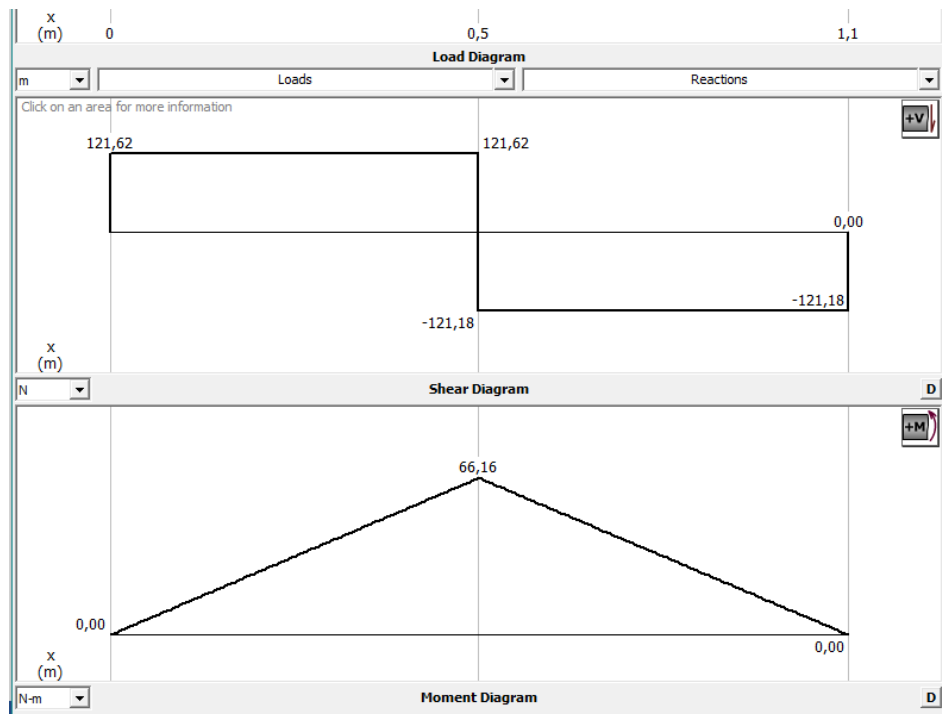 x
(m) 0 0,5 1,1
Load Diagram
m Loads Reactions
Click on an area for more information
+V
121,62 121,62
0,00
-121,18
-121,18
x
(m)
N Shear Diagram D
+M
66,16
0,00
0,00
x
(m)
N-m Moment Diagram D